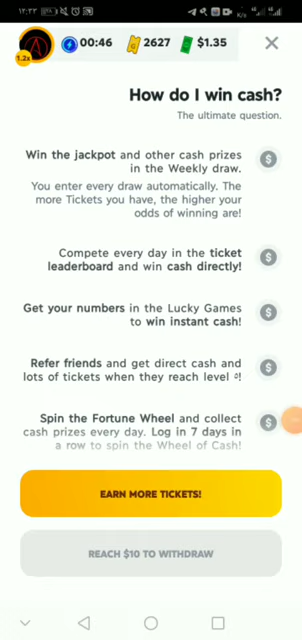 ١٢:٣٣
00:46 2627 $1.35
1.2x
How do I win cash?
The ultimate question.
Win the jackpot and other cash prizes
in the Weekly draw.
You enter every draw automatically. The
more Tickets you have, the higher your
odds of winning are!
Compete every day in the ticket
leaderboard and win cash directly!
Get your numbers in the Lucky Games
to win instant cash!
Refer friends and get direct cash and
lots of tickets when they reach level ٥!
Spin the Fortune Wheel and collect
cash prizes every day. Log in 7 days in
a row to spin the Wheel of Cash!
EARN MORE TICKETS!
REACH $10 TO WITHDRAW